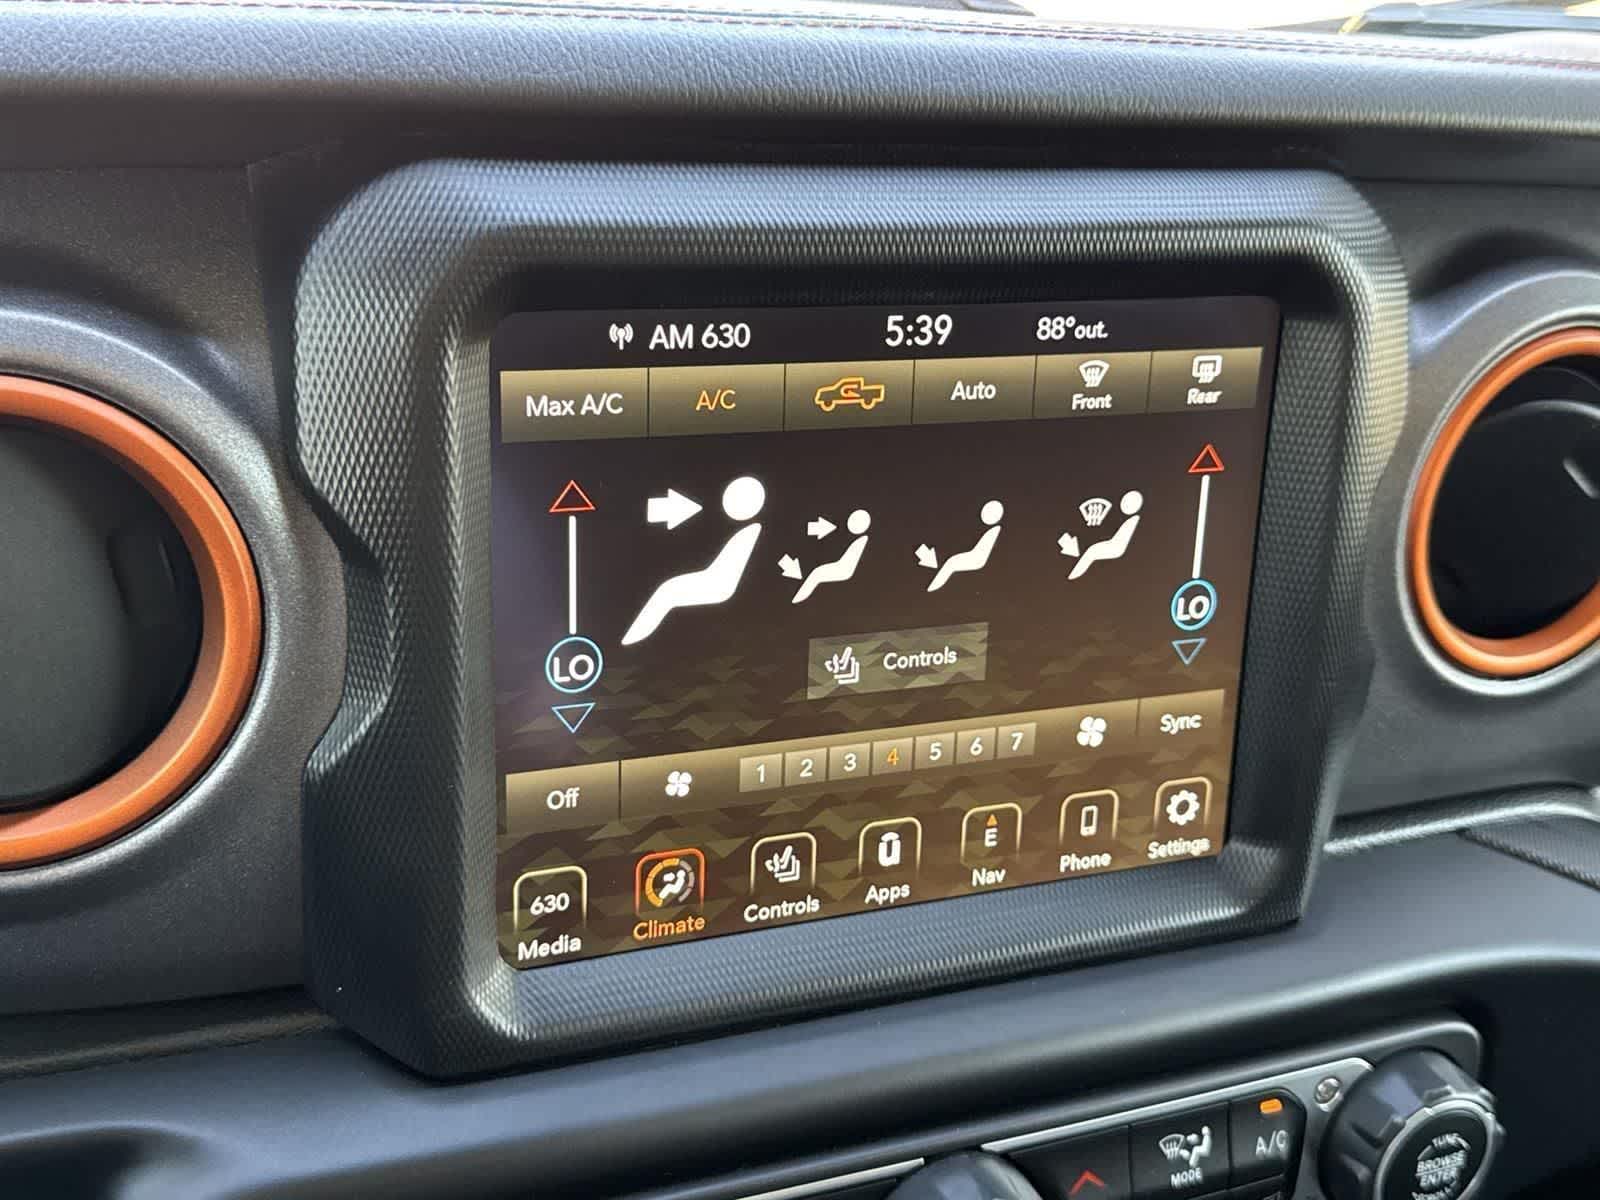 AM 630 5:39 88°out.
Max A/C A/C Auto Front Rear
LO LO
Controls
Off 1 2 3 4 5 6 7 Sync
630 E
Media Climate Controls Apps Nav Phone Settings
MODE A/C
TUNE
BROWSE
ENTER